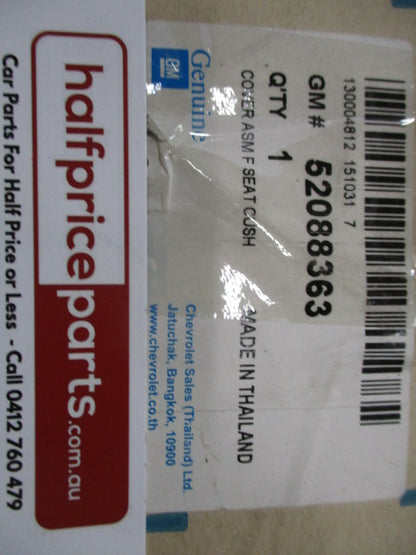 130004812 151031 7
GM # 52088363
Q'TY 1
COVER ASM F SEAT CUSH MADE IN THAILAND
Genuine
GM
Chevrolet Sales (Thailand) Ltd.
Jatuchak, Bangkok, 10900
www.chevrolet.co.th
halfpriceparts.com.au
Car Parts For Half Price or Less - Call 0412 760 479